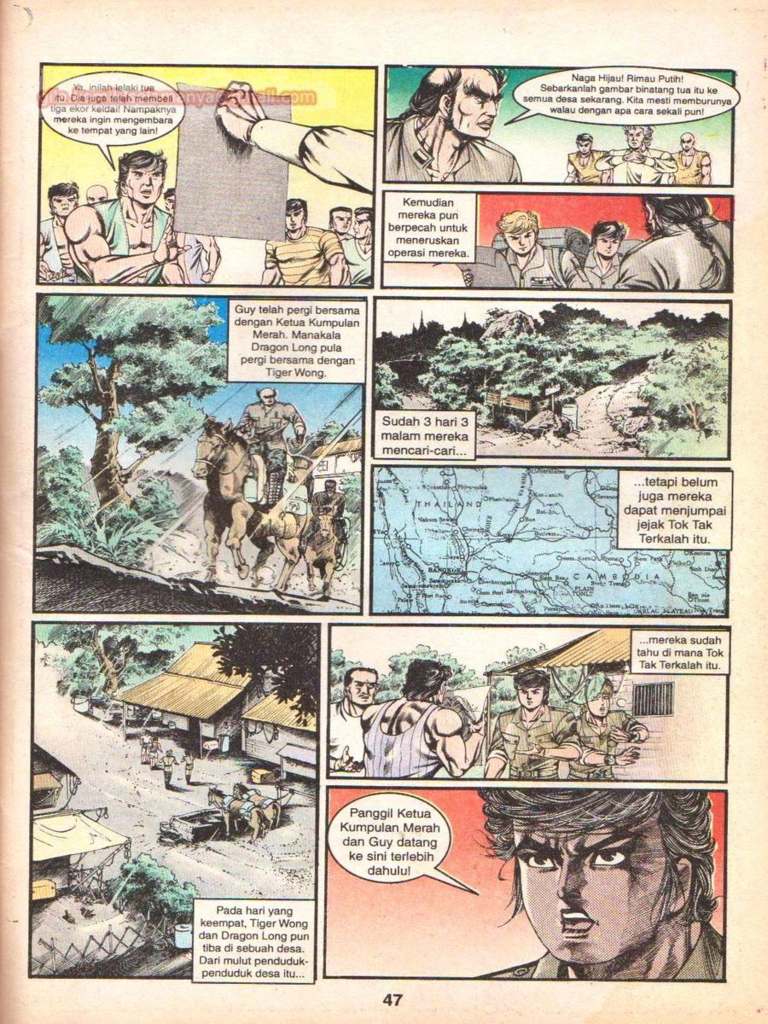 Ya, inilah lelaki tua
itu. Dia juga telah membeli
tiga ekor keldai! Nampaknya
mereka ingin mengembara
ke tempat yang lain!
Naga Hijau! Rimau Putih!
Sebarkanlah gambar binatang tua itu ke
semua desa sekarang. Kita mesti memburunya
walau dengan apa cara sekali pun!
Kemudian
mereka pun
berpecah untuk
meneruskan
operasi mereka.
Guy telah pergi bersama
dengan Ketua Kumpulan
Merah. Manakala
Dragon Long pula
pergi bersama dengan
Tiger Wong.
Sudah 3 hari 3
malam mereka
mencari-cari...
...tetapi belum
juga mereka
dapat menjumpai
jejak Tok Tak
Terkalah itu.
THAILAND
BANGKOK
CAMBODIA
Pada hari yang
keempat, Tiger Wong
dan Dragon Long pun
tiba di sebuah desa.
Dari mulut penduduk-
penduduk desa itu...
...mereka sudah
tahu di mana Tok
Tak Terkalah itu.
Panggil Ketua
Kumpulan Merah
dan Guy datang
ke sini terlebih
dahulu!
47